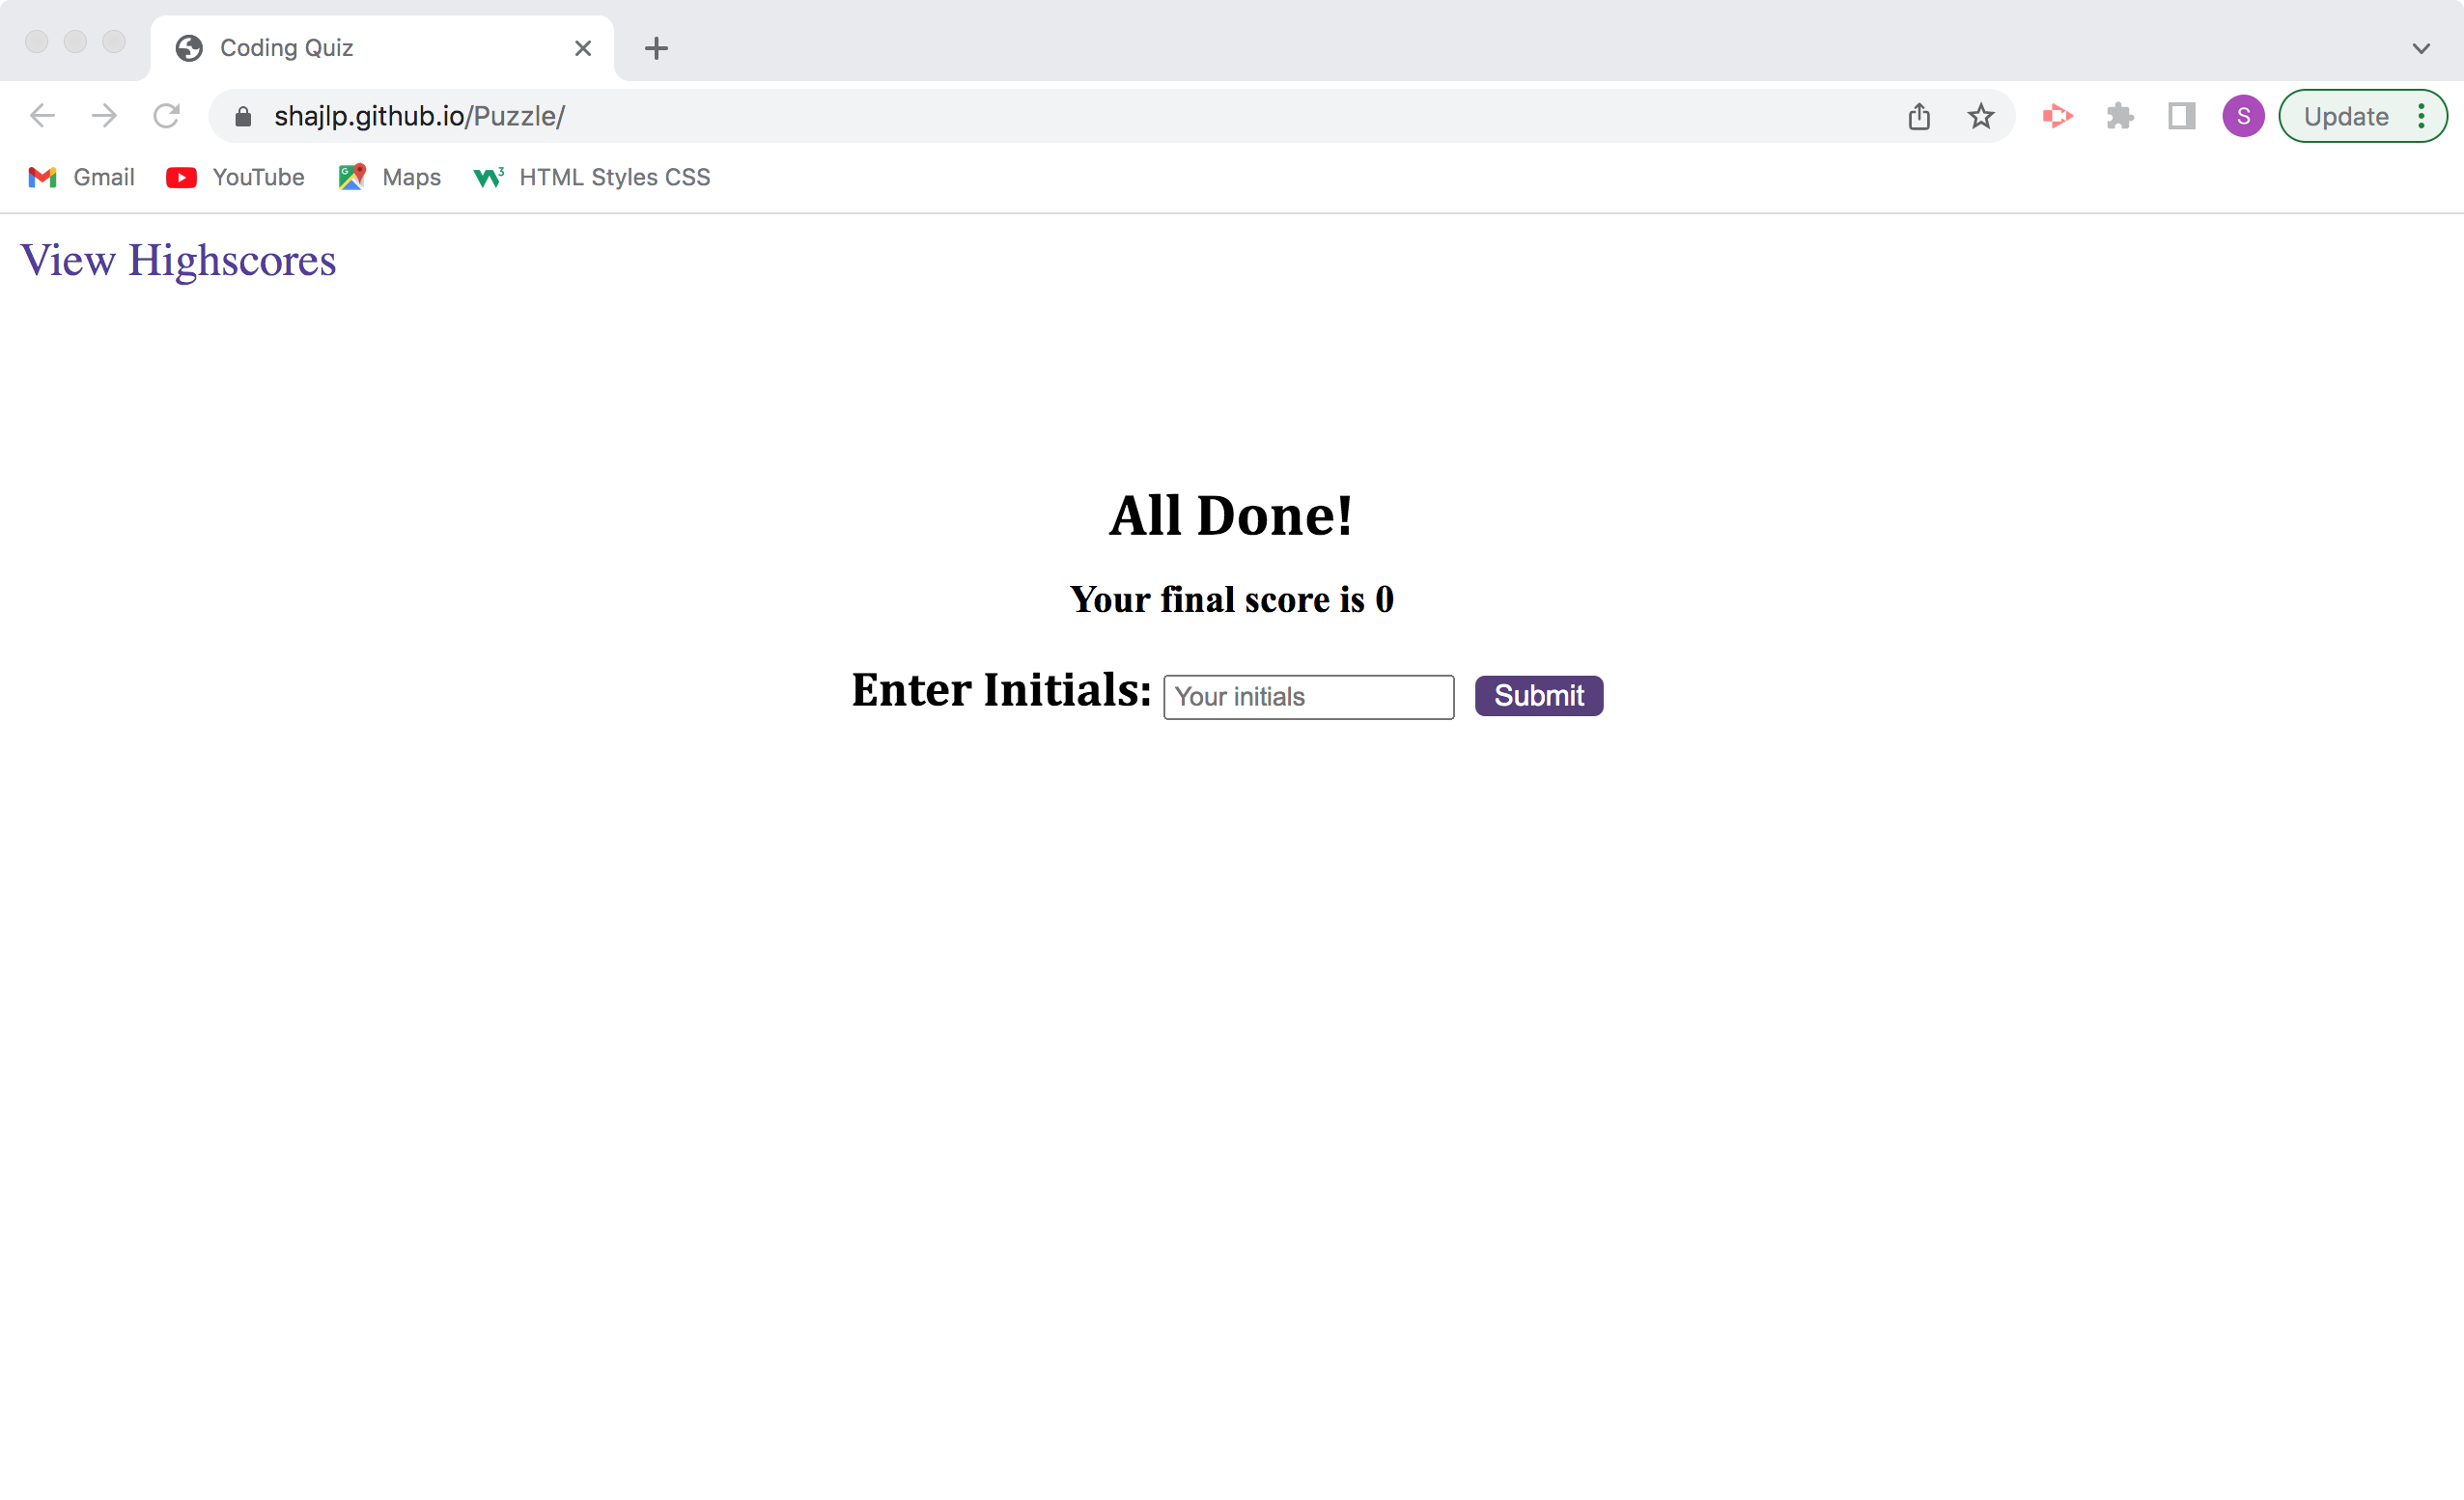 Coding Quiz
shajlp.github.io/Puzzle/
S
Update
Gmail
YouTube
Maps
HTML Styles CSS
View Highscores
All Done!
Your final score is 0
Enter Initials:
Your initials
Submit